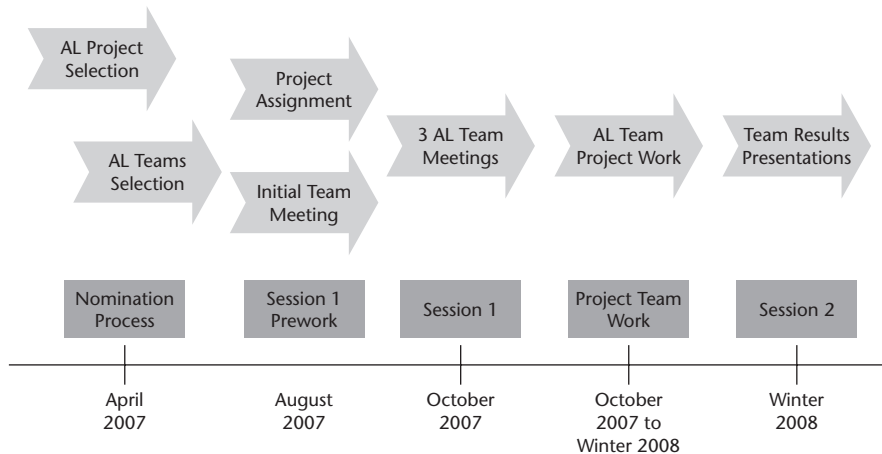 AL Project
Selection
AL Teams
Selection
Project
Assignment
Initial Team
Meeting
3 AL Team
Meetings
AL Team
Project Work
Team Results
Presentations
Nomination
Process
Session 1
Prework
Session 1
Project Team
Work
Session 2
April
2007
August
2007
October
2007
October
2007 to
Winter 2008
Winter
2008